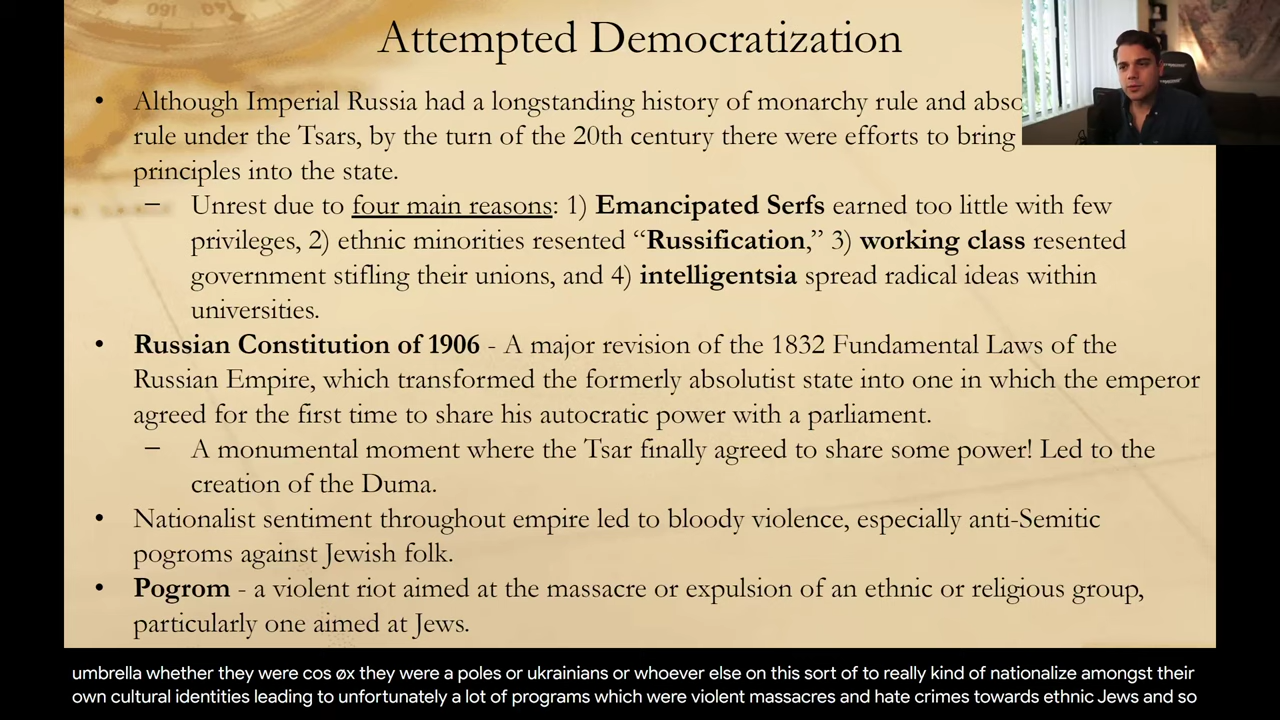 Attempted Democratization
• Although Imperial Russia had a longstanding history of monarchy rule and abso
rule under the Tsars, by the turn of the 20th century there were efforts to bring
principles into the state.
– Unrest due to four main reasons: 1) Emancipated Serfs earned too little with few
privileges, 2) ethnic minorities resented “Russification,” 3) working class resented
government stifling their unions, and 4) intelligentsia spread radical ideas within
universities.
• Russian Constitution of 1906 - A major revision of the 1832 Fundamental Laws of the
Russian Empire, which transformed the formerly absolutist state into one in which the emperor
agreed for the first time to share his autocratic power with a parliament.
– A monumental moment where the Tsar finally agreed to share some power! Led to the
creation of the Duma.
• Nationalist sentiment throughout empire led to bloody violence, especially anti-Semitic
pogroms against Jewish folk.
• Pogrom - a violent riot aimed at the massacre or expulsion of an ethnic or religious group,
particularly one aimed at Jews.
umbrella whether they were cos øx they were a poles or ukrainians or whoever else on this sort of to really kind of nationalize amongst their
own cultural identities leading to unfortunately a lot of programs which were violent massacres and hate crimes towards ethnic Jews and so